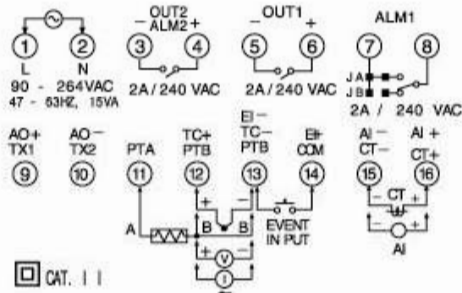 OUT2
− ALM2 +
OUT1
− +
ALM1
1 2 3 4 5 6 7 8
L N
90 - 264VAC
47 - 63HZ, 15VA
2A / 240 VAC
2A / 240 VAC
JA
JB
2A / 240 VAC
AO+
TX1
AO−
TX2
PTA
TC+
PTB
EI−
TC−
PTB
EI+
COM
AI−
CT−
AI +
CT+
9 10 11 12 13 14 15 16
+ −
A B B
+ V −
I
EVENT
IN PUT
− CT +
− +
AI
CAT. I I